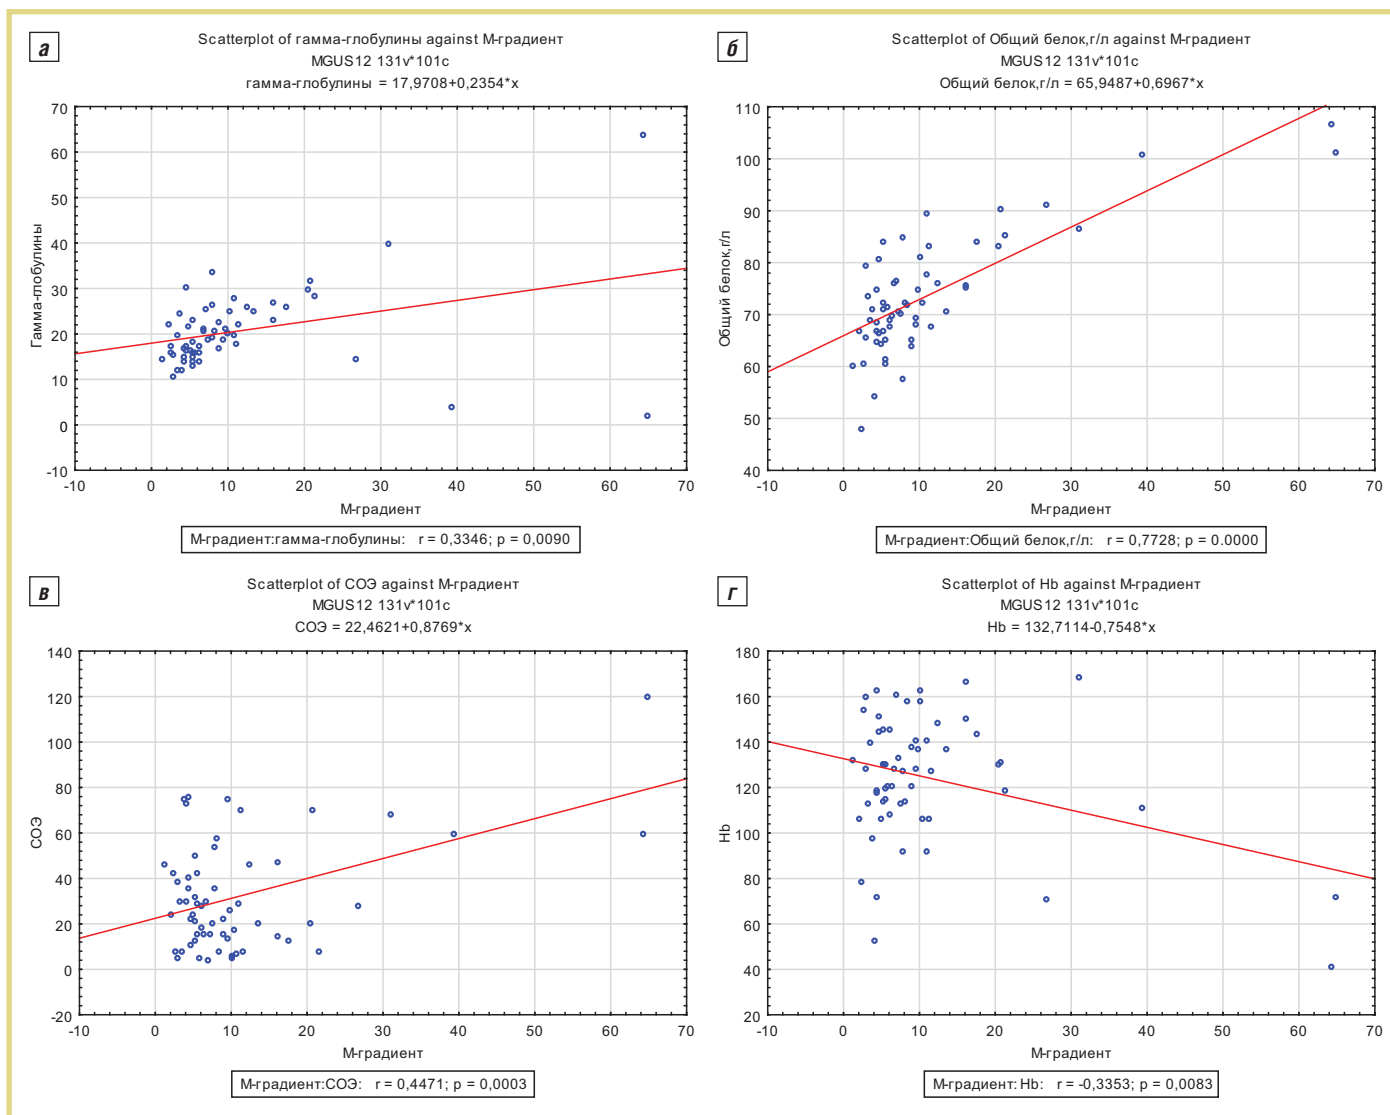 а
Scatterplot of гамма-глобулины against М-градиент
MGUS12 131v*101c
гамма-глобулины = 17,9708+0,2354*x
70
60
50
40
30
20
10
0
-10
Гамма-глобулины
-10 0 10 20 30 40 50 60 70
М-градиент
М-градиент:гамма-глобулины: r = 0,3346; p = 0,0090
б
Scatterplot of Общий белок,г/л against М-градиент
MGUS12 131v*101c
Общий белок,г/л = 65,9487+0,6967*x
110
100
90
80
70
60
50
40
Общий белок,г/л
-10 0 10 20 30 40 50 60 70
М-градиент
М-градиент:Общий белок,г/л: r = 0,7728; p = 0.0000
в
Scatterplot of СОЭ against М-градиент
MGUS12 131v*101c
СОЭ = 22,4621+0,8769*x
140
120
100
80
60
40
20
0
-20
СОЭ
-10 0 10 20 30 40 50 60 70
М-градиент
М-градиент:СОЭ: r = 0,4471; p = 0,0003
г
Scatterplot of Hb against М-градиент
MGUS12 131v*101c
Hb = 132,7114-0,7548*x
180
160
140
120
100
80
60
40
20
Hb
-10 0 10 20 30 40 50 60 70
М-градиент
М-градиент: Hb: r = -0,3353; p = 0,0083